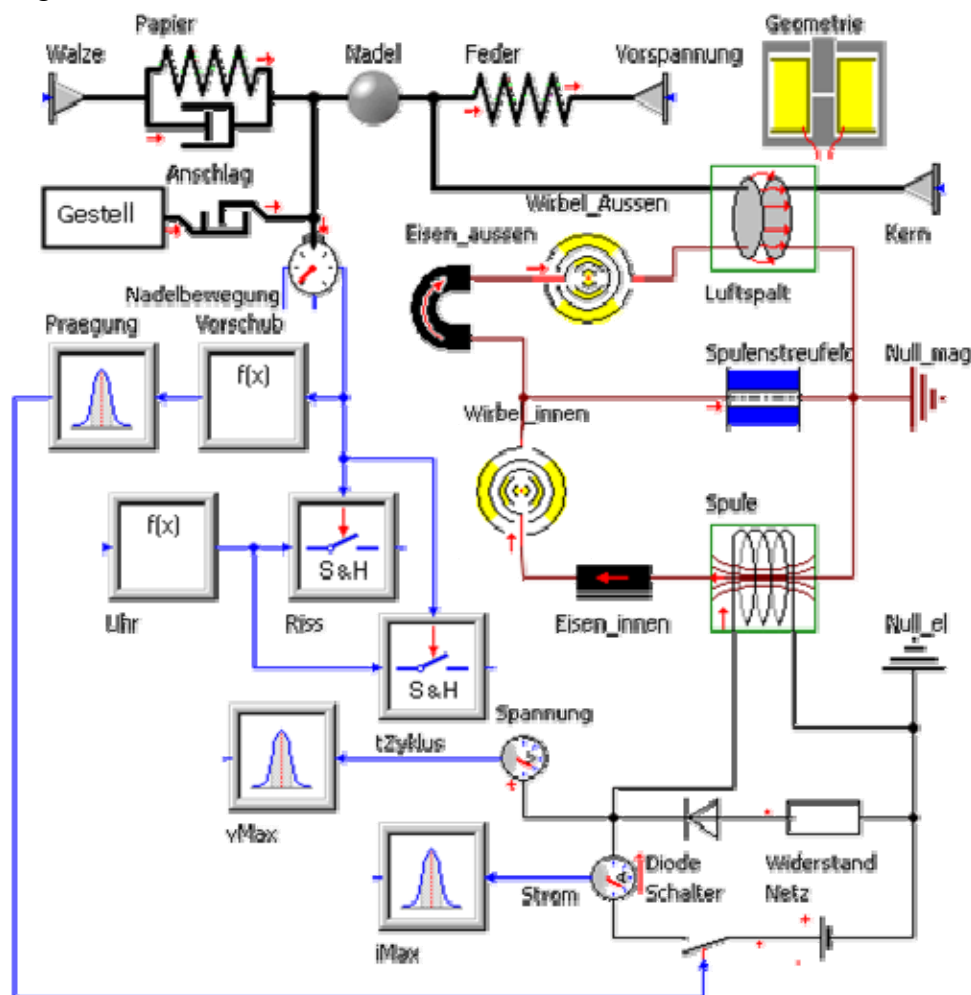 Papier
Walze
Nadel
Feder
Vorspannung
Geometrie
Anschlag
Gestell
Wirbel_Aussen
Eisen_aussen
Kern
Nadelbewegung
Luftspalt
Praegung
Vorschub
Spulenstreufeld
Null_mag
f(x)
Wirbel_innen
Spule
f(x)
S&H
Uhr
Riss
Eisen_innen
Null_el
S&H
Spannung
tZyklus
vMax
Diode
Widerstand
Strom
Schalter
Netz
iMax